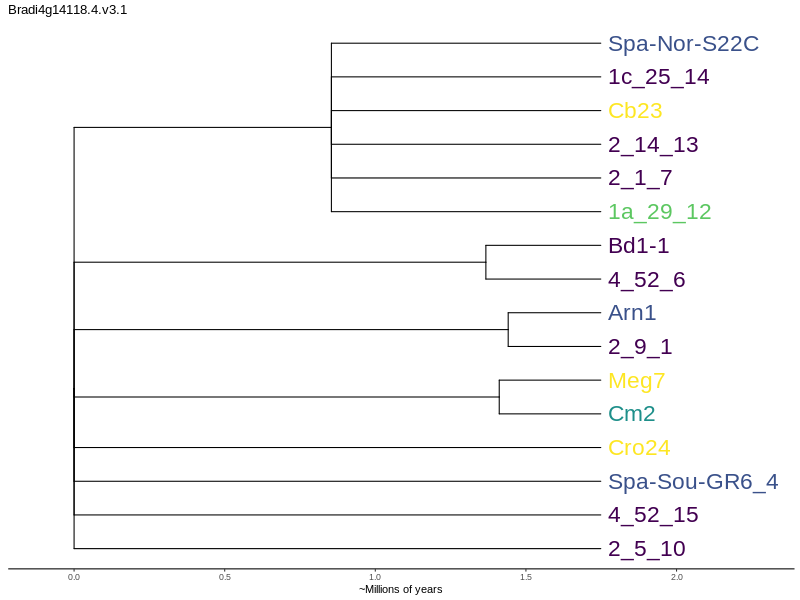 Bradi4g14118.4.v3.1
Spa-Nor-S22C
1c_25_14
Cb23
2_14_13
2_1_7
1a_29_12
Bd1-1
4_52_6
Arn1
2_9_1
Meg7
Cm2
Cro24
Spa-Sou-GR6_4
4_52_15
2_5_10
0.0 0.5 1.0 1.5 2.0
~Millions of years